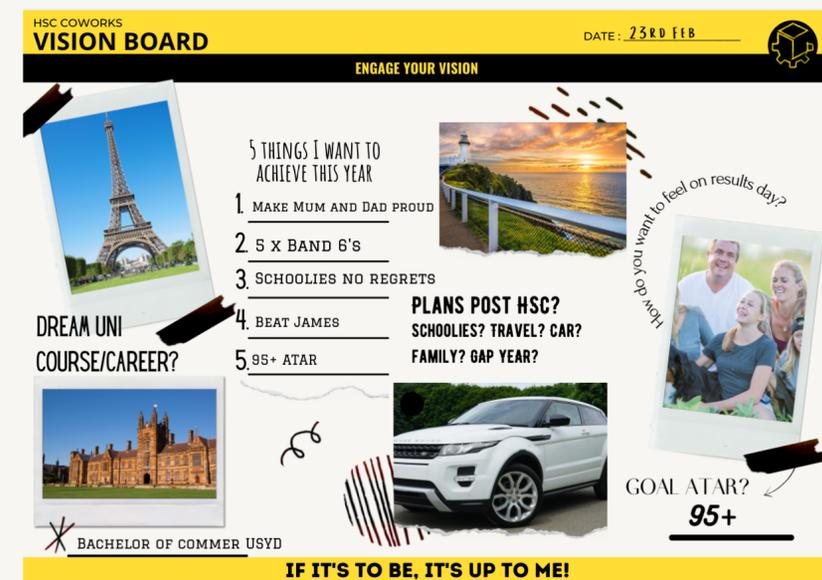 HSC COWORKS
VISION BOARD
DATE: 23RD FEB
ENGAGE YOUR VISION
5 THINGS I WANT TO
ACHIEVE THIS YEAR
1. MAKE MUM AND DAD PROUD
2. 5 X BAND 6'S
3. SCHOOLIES NO REGRETS
4. BEAT JAMES
5. 95+ ATAR
How do you want to feel on results day?
DREAM UNI
COURSE/CAREER?
PLANS POST HSC?
SCHOOLIES? TRAVEL? CAR?
FAMILY? GAP YEAR?
GOAL ATAR?
95+
BACHELOR OF COMMER USYD
IF IT'S TO BE, IT'S UP TO ME!